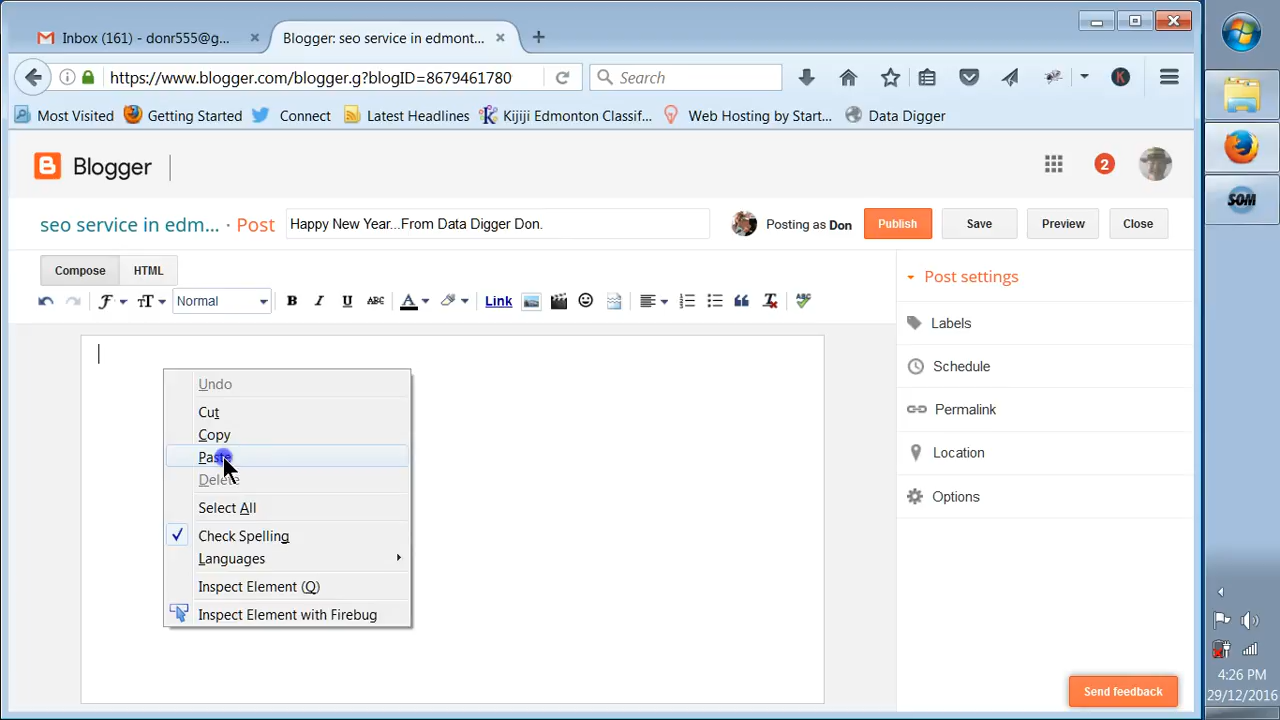 Inbox (161) - donr555@g...
Blogger: seo service in edmont...
https://www.blogger.com/blogger.g?blogID=8679461780
Search
Most Visited
Getting Started
Connect
Latest Headlines
Kijiji Edmonton Classif...
Web Hosting by Start...
Data Digger
Blogger
2
seo service in edm... · Post
Happy New Year...From Data Digger Don.
Posting as Don
Publish
Save
Preview
Close
Compose
HTML
Normal
Link
Post settings
Labels
Schedule
Permalink
Location
Options
Undo
Cut
Copy
Paste
Delete
Select All
Check Spelling
Languages
Inspect Element (Q)
Inspect Element with Firebug
Send feedback
SOM
4:26 PM
29/12/2016